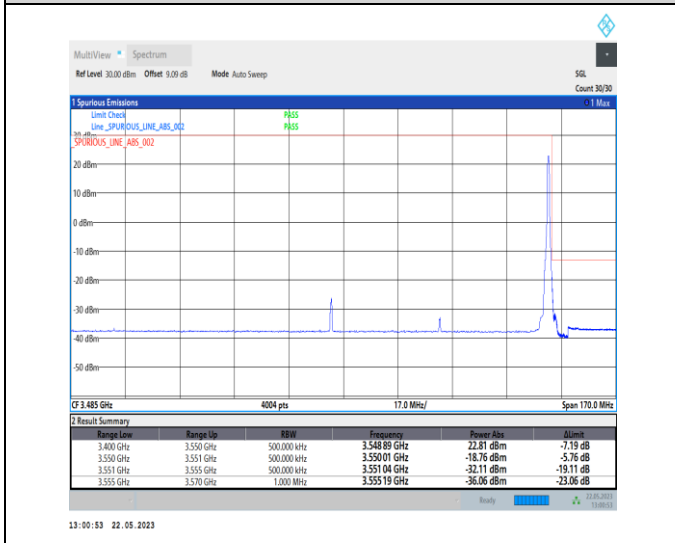 MultiView Spectrum
Ref Level 30.00 dBm Offset 9.09 dB Mode Auto Sweep SGL
Count 30/30
1 Spurious Emissions 1 Max
Limit Check PASS
Line _SPURIOUS_LINE_ABS_002 PASS
30 dBm
_SPURIOUS_LINE_ABS_002
20 dBm
10 dBm
0 dBm
-10 dBm
-20 dBm
-30 dBm
-40 dBm
-50 dBm
CF 3.485 GHz 4004 pts 17.0 MHz/ Span 170.0 MHz
2 Result Summary
Range Low Range Up RBW Frequency Power Abs ΔLimit
3.400 GHz 3.550 GHz 500.000 kHz 3.548 89 GHz 22.81 dBm -7.19 dB
3.550 GHz 3.551 GHz 500.000 kHz 3.550 01 GHz -18.76 dBm -5.76 dB
3.551 GHz 3.555 GHz 500.000 kHz 3.551 04 GHz -32.11 dBm -19.11 dB
3.555 GHz 3.570 GHz 1.000 MHz 3.555 19 GHz -36.06 dBm -23.06 dB
Ready 22.05.2023
13:00:53
13:00:53 22.05.2023